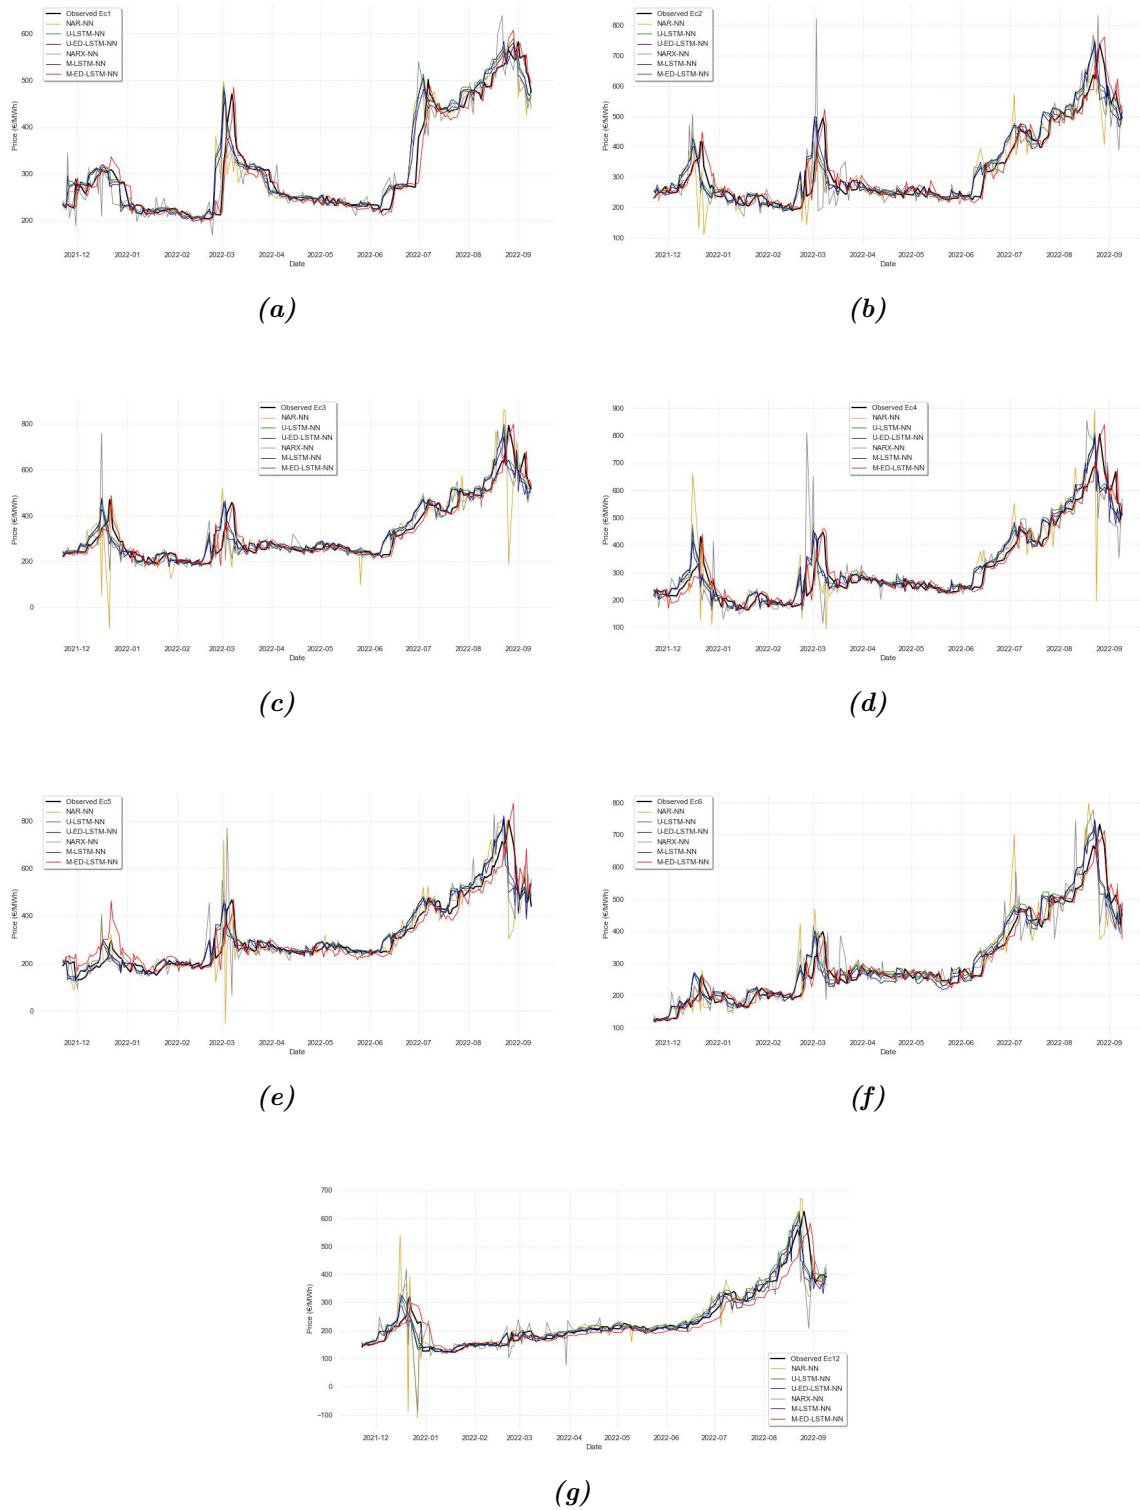 Observed Ec1
NAR-NN
U-LSTM-NN
U-ED-LSTM-NN
NARX-NN
M-LSTM-NN
M-ED-LSTM-NN
600
500
400
300
200
Price (€/MWh)
2021-12 2022-01 2022-02 2022-03 2022-04 2022-05 2022-06 2022-07 2022-08 2022-09
Date
(a)
Observed Ec2
NAR-NN
U-LSTM-NN
U-ED-LSTM-NN
NARX-NN
M-LSTM-NN
M-ED-LSTM-NN
800
700
600
500
400
300
200
100
Price (€/MWh)
2021-12 2022-01 2022-02 2022-03 2022-04 2022-05 2022-06 2022-07 2022-08 2022-09
Date
(b)
Observed Ec3
NAR-NN
U-LSTM-NN
U-ED-LSTM-NN
NARX-NN
M-LSTM-NN
M-ED-LSTM-NN
800
600
400
200
0
Price (€/MWh)
2021-12 2022-01 2022-02 2022-03 2022-04 2022-05 2022-06 2022-07 2022-08 2022-09
Date
(c)
Observed Ec4
NAR-NN
U-LSTM-NN
U-ED-LSTM-NN
NARX-NN
M-LSTM-NN
M-ED-LSTM-NN
900
800
700
600
500
400
300
200
100
Price (€/MWh)
2021-12 2022-01 2022-02 2022-03 2022-04 2022-05 2022-06 2022-07 2022-08 2022-09
Date
(d)
Observed Ec5
NAR-NN
U-LSTM-NN
U-ED-LSTM-NN
NARX-NN
M-LSTM-NN
M-ED-LSTM-NN
800
600
400
200
0
Price (€/MWh)
2021-12 2022-01 2022-02 2022-03 2022-04 2022-05 2022-06 2022-07 2022-08 2022-09
Date
(e)
Observed Ec6
NAR-NN
U-LSTM-NN
U-ED-LSTM-NN
NARX-NN
M-LSTM-NN
M-ED-LSTM-NN
800
700
600
500
400
300
200
100
Price (€/MWh)
2021-12 2022-01 2022-02 2022-03 2022-04 2022-05 2022-06 2022-07 2022-08 2022-09
Date
(f)
700
600
500
400
300
200
100
0
−100
Price (€/MWh)
Observed Ec12
NAR-NN
U-LSTM-NN
U-ED-LSTM-NN
NARX-NN
M-LSTM-NN
M-ED-LSTM-NN
2021-12 2022-01 2022-02 2022-03 2022-04 2022-05 2022-06 2022-07 2022-08 2022-09
Date
(g)